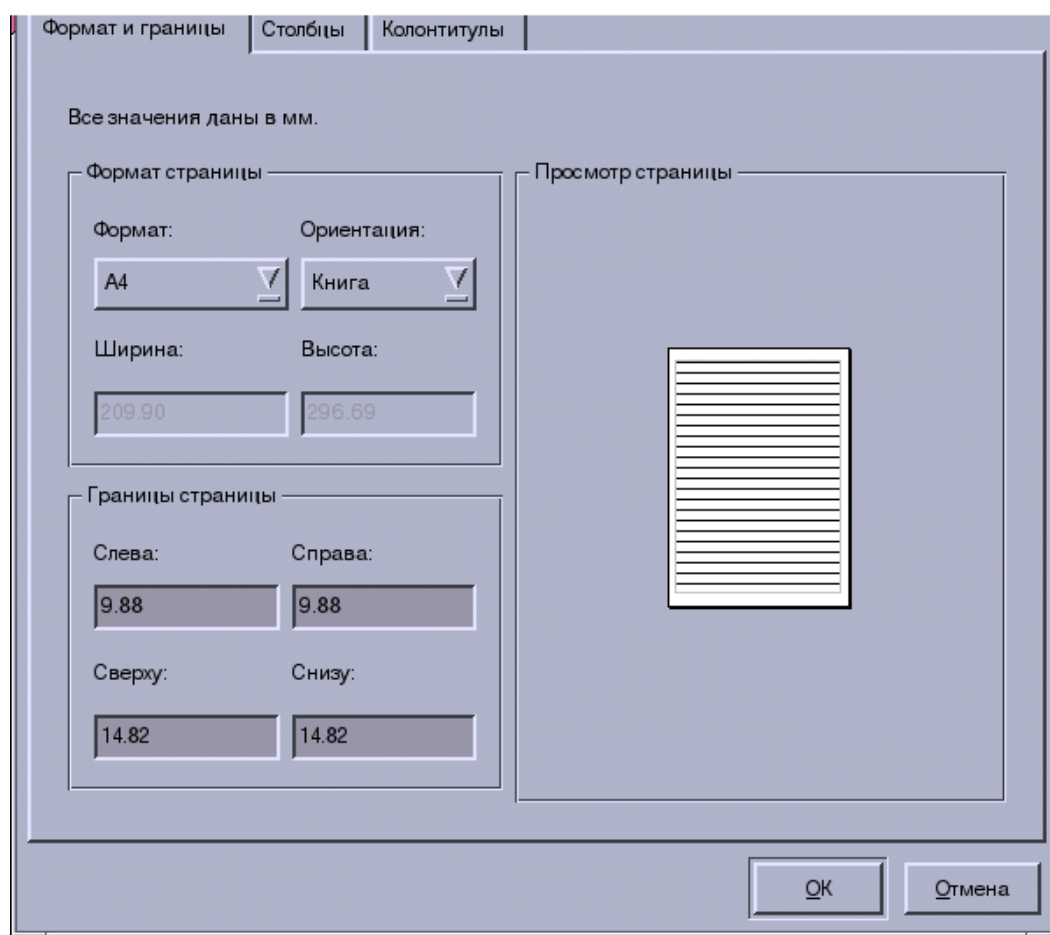 Формат и границы Столбцы Колонтитулы
Все значения даны в мм.
Формат страницы
Формат: Ориентация:
A4 Книга
Ширина: Высота:
209.90 296.69
Границы страницы
Слева: Справа:
9.88 9.88
Сверху: Снизу:
14.82 14.82
Просмотр страницы
OK Отмена